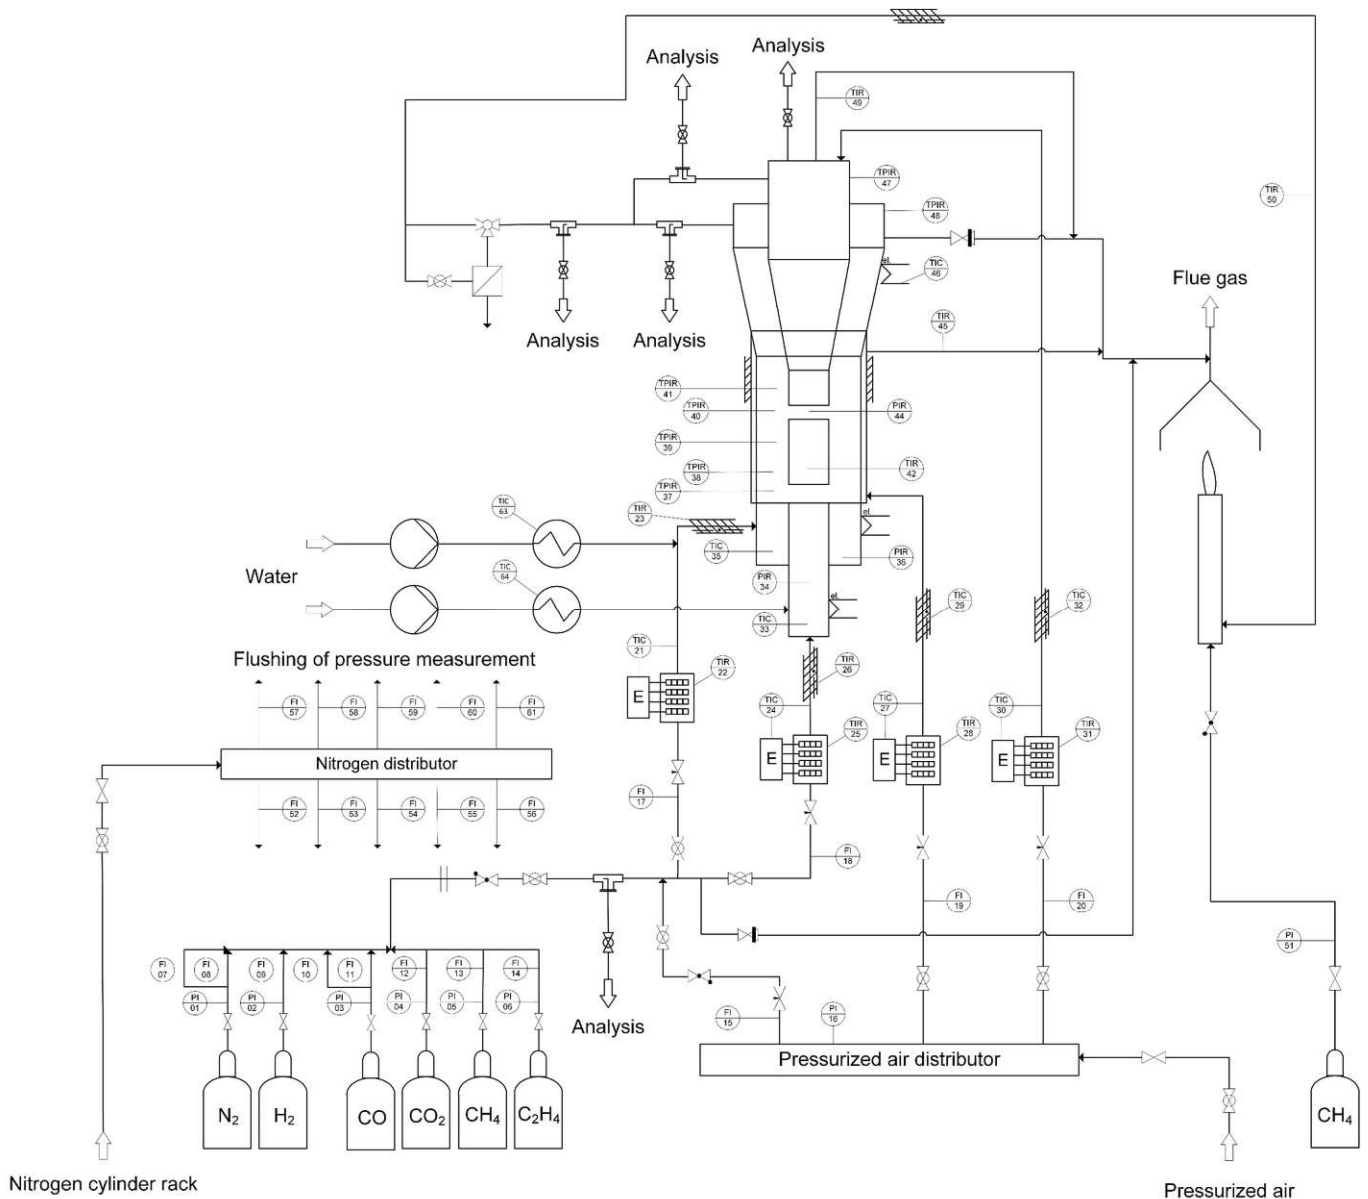 Analysis
Analysis
TIR
49
TPIR
47
TIR
50
TPIR
48
el.
TIC
46
Flue gas
Analysis
Analysis
TIR
45
TPIR
41
TPIR
40
PIR
44
TPIR
39
TIR
42
TPIR
38
TPIR
37
TIC
63
TIR
23
el.
TIC
35
PIR
36
Water
TIC
64
PIR
34
el.
TIC
33
TIC
29
TIC
32
TIC
21
Flushing of pressure measurement
TIR
22
TIR
26
E
FI
57
FI
58
FI
59
FI
60
FI
61
TIC
24
TIC
27
TIC
30
TIR
25
TIR
28
TIR
31
E
E
E
Nitrogen distributor
FI
52
FI
53
FI
54
FI
55
FI
56
FI
17
FI
18
FI
19
FI
20
PI
51
FI
07
FI
08
FI
09
FI
10
FI
11
FI
12
FI
13
FI
14
PI
01
PI
02
PI
03
PI
04
PI
05
PI
06
Analysis
FI
15
PI
16
Pressurized air distributor
N₂
H₂
CO
CO₂
CH₄
C₂H₄
CH₄
Nitrogen cylinder rack
Pressurized air